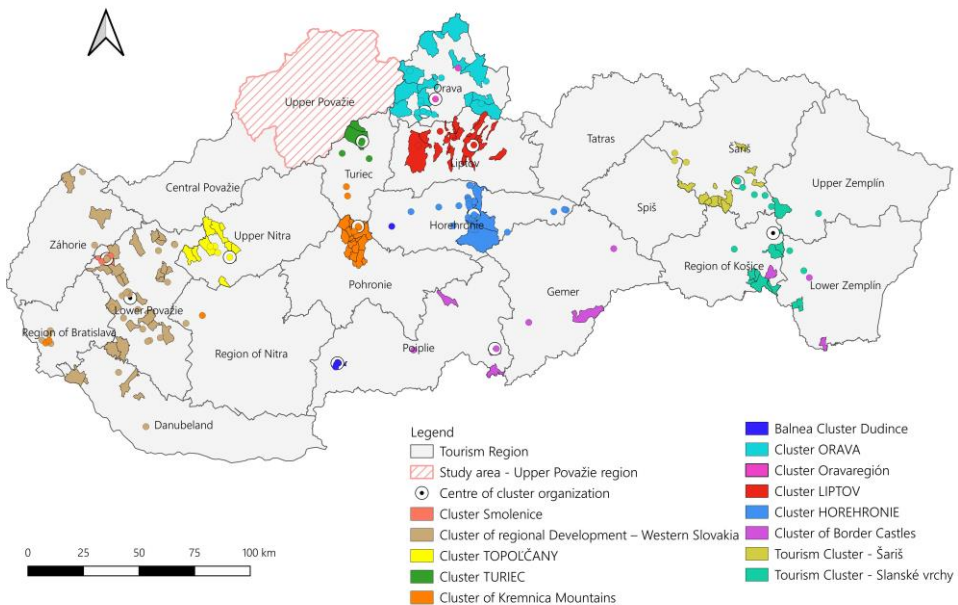 Upper Považie
Orava
Liptov
Tatras
Šariš
Upper Zemplín
Turiec
Central Považie
Spiš
Horehrónie
Upper Nitra
Záhorie
Region of Košice
Pohronie
Gemer
Lower Zemplín
Lower Považie
Region of Bratislava
Region of Nitra
Poiplie
Danubeland
Legend
Tourism Region
Study area - Upper Považie region
Centre of cluster organization
Cluster Smolenice
Cluster of regional Development – Western Slovakia
Cluster TOPOĽČANY
Cluster TURIEC
Cluster of Kremnica Mountains
Balnea Cluster Dudince
Cluster ORAVA
Cluster Oravaregión
Cluster LIPTOV
Cluster HOREHRONIE
Cluster of Border Castles
Tourism Cluster - Šariš
Tourism Cluster - Slanské vrchy
0 25 50 75 100 km